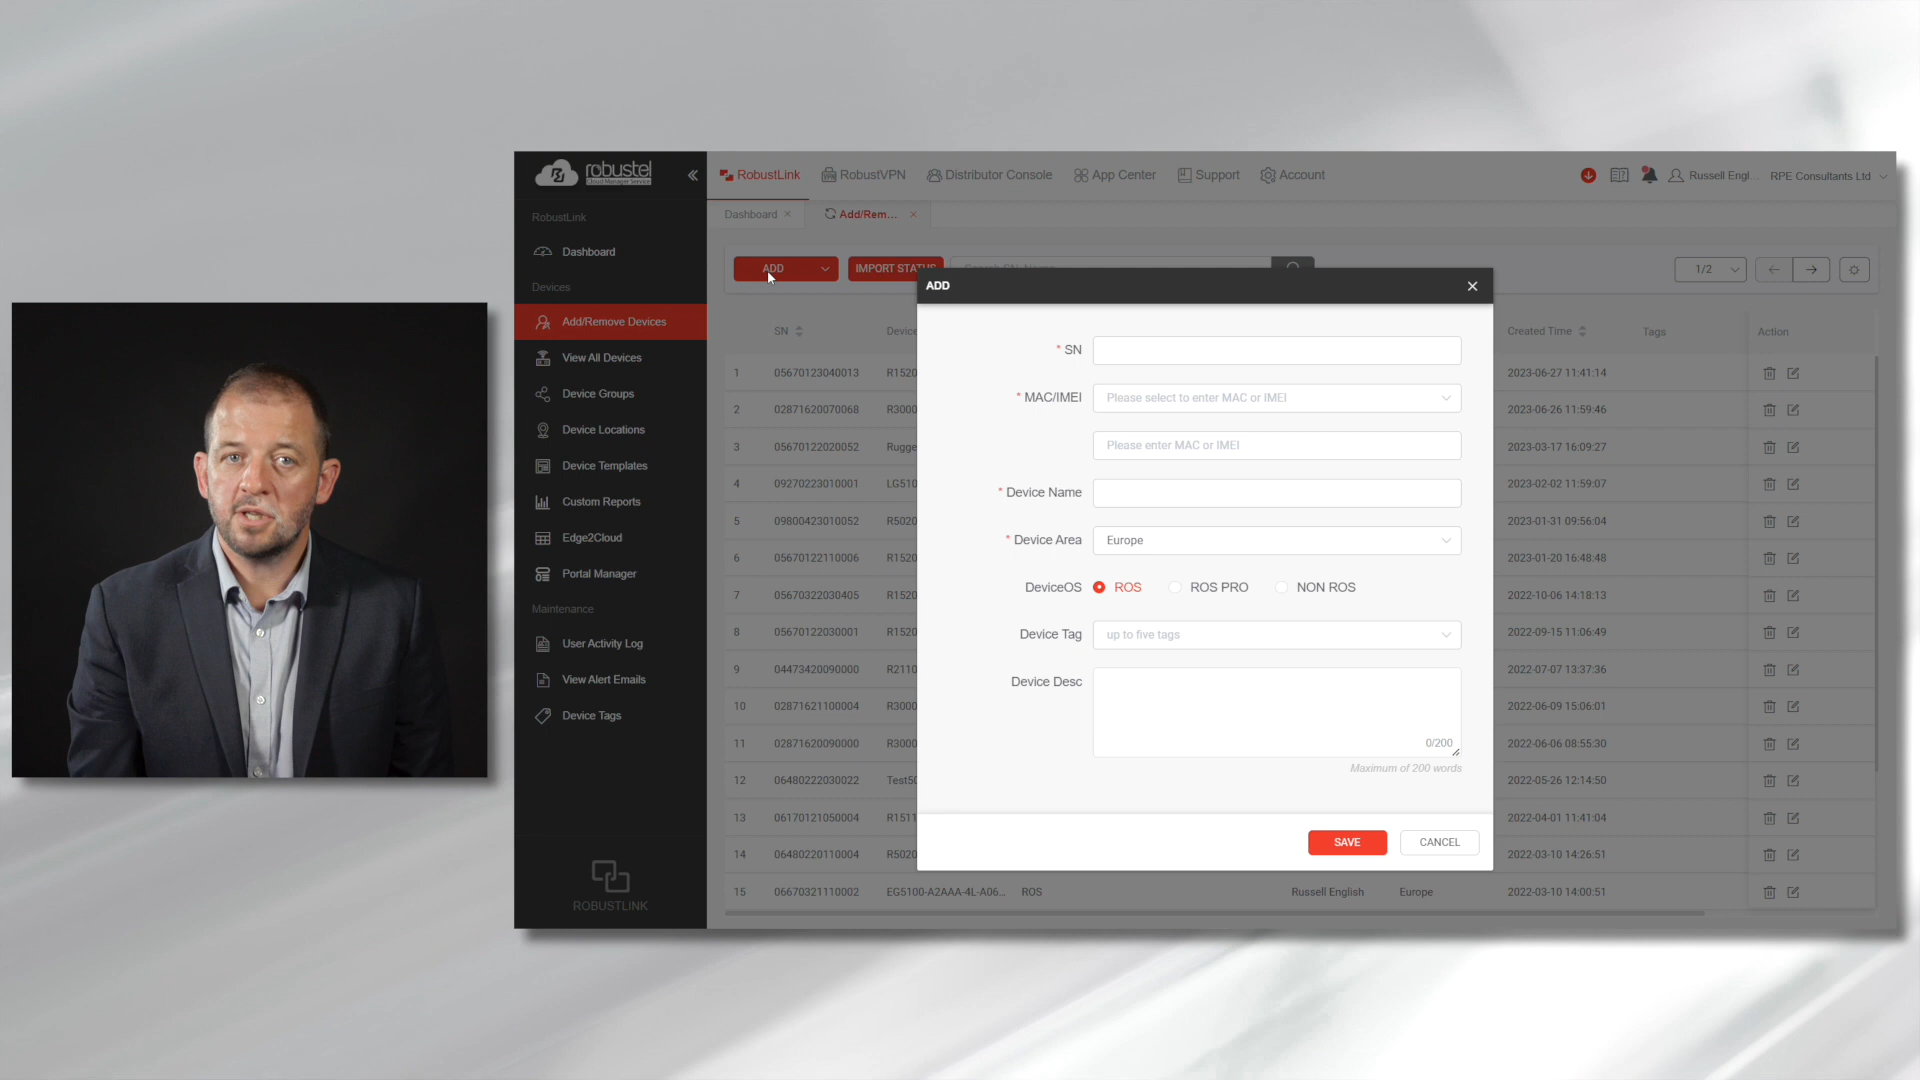 robustel
Cloud Manager Service
RobustLink
RobustVPN
Distributor Console
App Center
Support
Account
Russell Engl...
RPE Consultants Ltd
Dashboard
Add/Rem...
RobustLink
Dashboard
Devices
Add/Remove Devices
View All Devices
Device Groups
Device Locations
Device Templates
Custom Reports
Edge2Cloud
Portal Manager
Maintenance
User Activity Log
View Alert Emails
Device Tags
ROBUSTLINK
ADD
IMPORT STATUS
1/2
SN
Device
Created Time
Tags
Action
1 05670123040013 R1520 2023-06-27 11:41:14
2 02871620070068 R3000 2023-06-26 11:59:46
3 05670122020052 Rugge 2023-03-17 16:09:27
4 09270223010001 LG510 2023-02-02 11:59:07
5 09800423010052 R5020 2023-01-31 09:56:04
6 05670122110006 R1520 2023-01-20 16:48:48
7 05670322030405 R1520 2022-10-06 14:18:13
8 05670122030001 R1520 2022-09-15 11:06:49
9 04473420090000 R2110 2022-07-07 13:37:36
10 02871621100004 R3000 2022-06-09 15:06:01
11 02871620090000 R3000 2022-06-06 08:55:30
12 06480222030022 Test50 2022-05-26 12:14:50
13 06170121050004 R1511 2022-04-01 11:41:04
14 06480220110004 R5020 2022-03-10 14:26:51
15 06670321110002 EG5100-A2AAA-4L-A06... ROS Russell English Europe 2022-03-10 14:00:51
ADD
* SN
* MAC/IMEI Please select to enter MAC or IMEI
Please enter MAC or IMEI
* Device Name
* Device Area Europe
DeviceOS ROS ROS PRO NON ROS
Device Tag up to five tags
Device Desc
0/200
Maximum of 200 words
SAVE
CANCEL